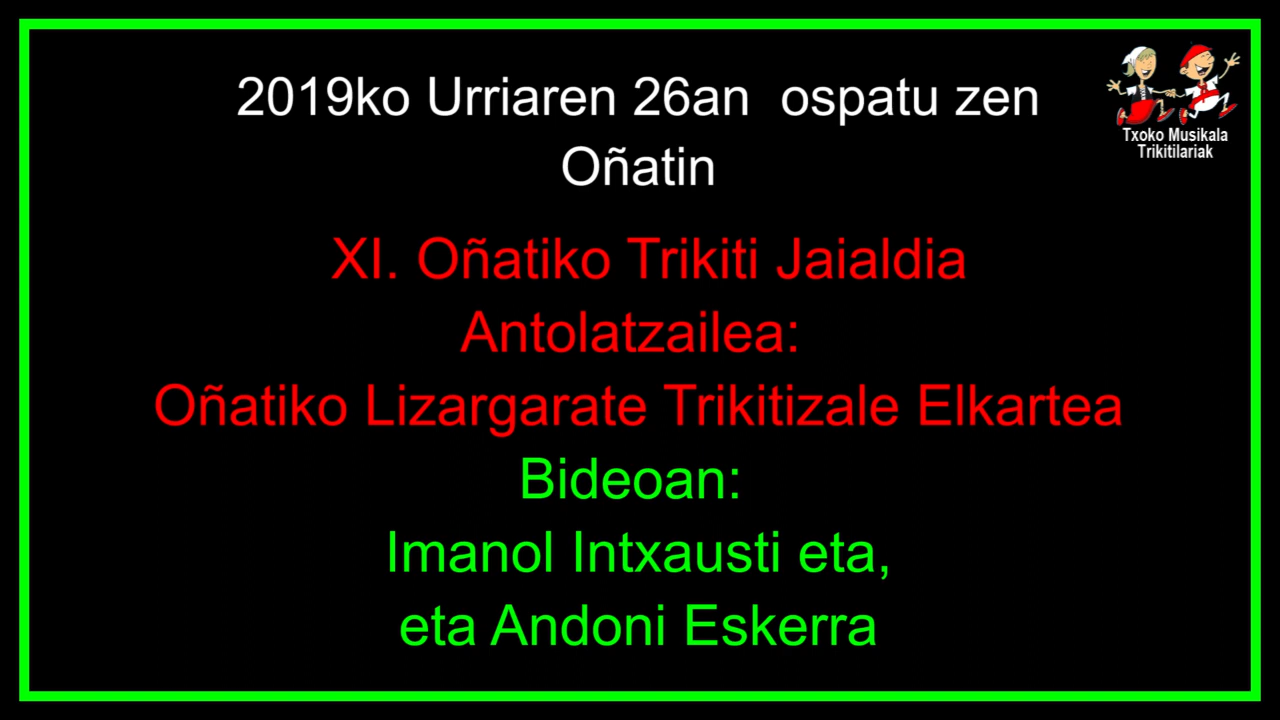 2019ko Urriaren 26an ospatu zen
Oñatin
Txoko Musikala
Trikitilariak
XI. Oñatiko Trikiti Jaialdia
Antolatzailea:
Oñatiko Lizargarate Trikitizale Elkartea
Bideoan:
Imanol Intxausti eta,
eta Andoni Eskerra